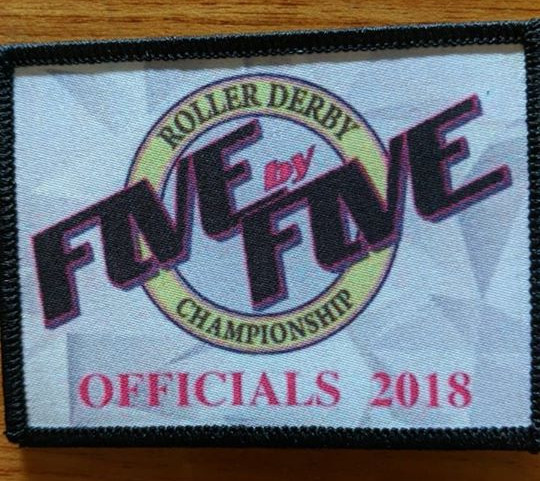 ROLLER DERBY
FIVE by FIVE
CHAMPIONSHIP
OFFICIALS 2018